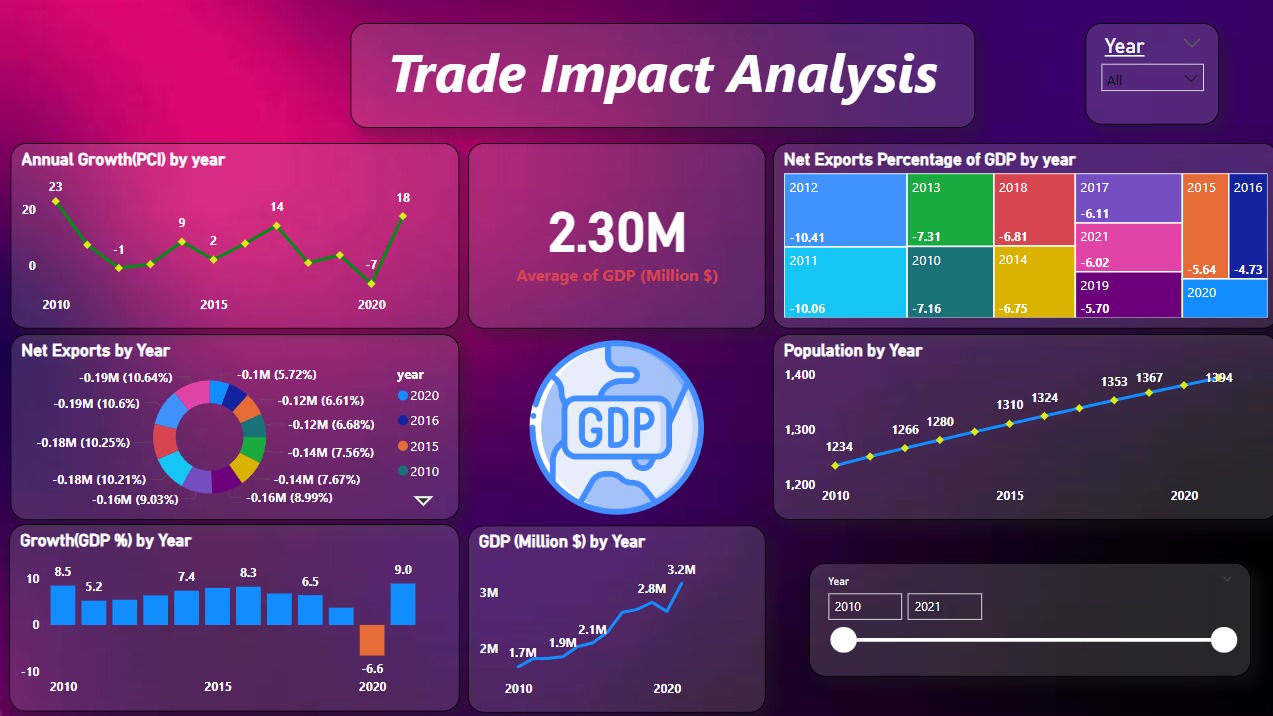 Trade Impact Analysis
Year
All
Annual Growth(PCI) by year
23
20
-1
9
2
14
18
0
-7
2010
2015
2020
2.30M
Average of GDP (Million $)
Net Exports Percentage of GDP by year
2012
-10.41
2011
-10.06
2013
-7.31
2010
-7.16
2018
-6.81
2014
-6.75
2017
-6.11
2021
-6.02
2019
-5.70
2015
-5.64
2016
-4.73
2020
Net Exports by Year
-0.1M (5.72%)
-0.12M (6.61%)
-0.12M (6.68%)
-0.14M (7.56%)
-0.14M (7.67%)
-0.16M (8.99%)
-0.16M (9.03%)
-0.18M (10.21%)
-0.18M (10.25%)
-0.19M (10.6%)
-0.19M (10.64%)
year
2020
2016
2015
2010
GDP
Population by Year
1,400
1,300
1,200
1234
1266
1280
1310
1324
1353
1367
1394
2010
2015
2020
Growth(GDP %) by Year
10
0
-10
8.5
5.2
7.4
8.3
6.5
-6.6
9.0
2010
2015
2020
GDP (Million $) by Year
3M
2M
1.7M
1.9M
2.1M
2.8M
3.2M
2010
2020
Year
2010
2021